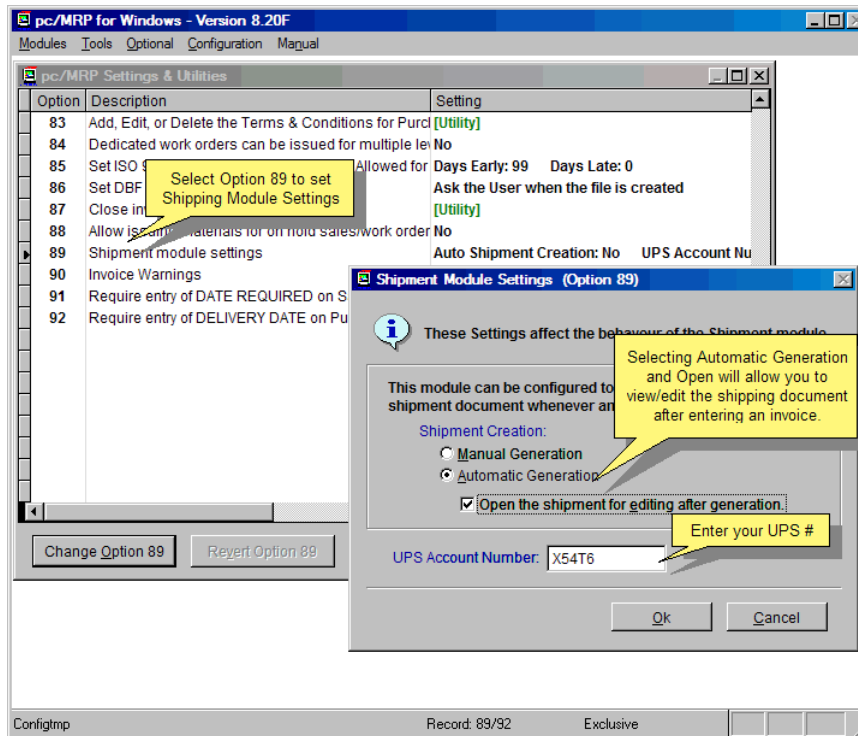 pc/MRP for Windows - Version 8.20F
Modules Tools Optional Configuration Manual
pc/MRP Settings & Utilities
Option Description Setting
83 Add, Edit, or Delete the Terms & Conditions for Purcl [Utility]
84 Dedicated work orders can be issued for multiple lev No
85 Set ISO 9 Allowed for Days Early: 99 Days Late: 0
86 Set DBF Ask the User when the file is created
87 Close in [Utility]
88 Allow issuing materials for on hold sales/work order No
89 Shipment module settings Auto Shipment Creation: No UPS Account Nu
90 Invoice Warnings
91 Require entry of DATE REQUIRED on S
92 Require entry of DELIVERY DATE on Pu
Select Option 89 to set
Shipping Module Settings
Change Option 89 Revert Option 89
Shipment Module Settings (Option 89)
These Settings affect the behavour of the Shipment module
This module can be configured to
shipment document whenever an
Selecting Automatic Generation
and Open will allow you to
view/edit the shipping document
after entering an invoice.
Shipment Creation:
Manual Generation
Automatic Generation
Open the shipment for editing after generation.
Enter your UPS #
UPS Account Number: X54T6
Ok Cancel
Configtmp Record: 89/92 Exclusive